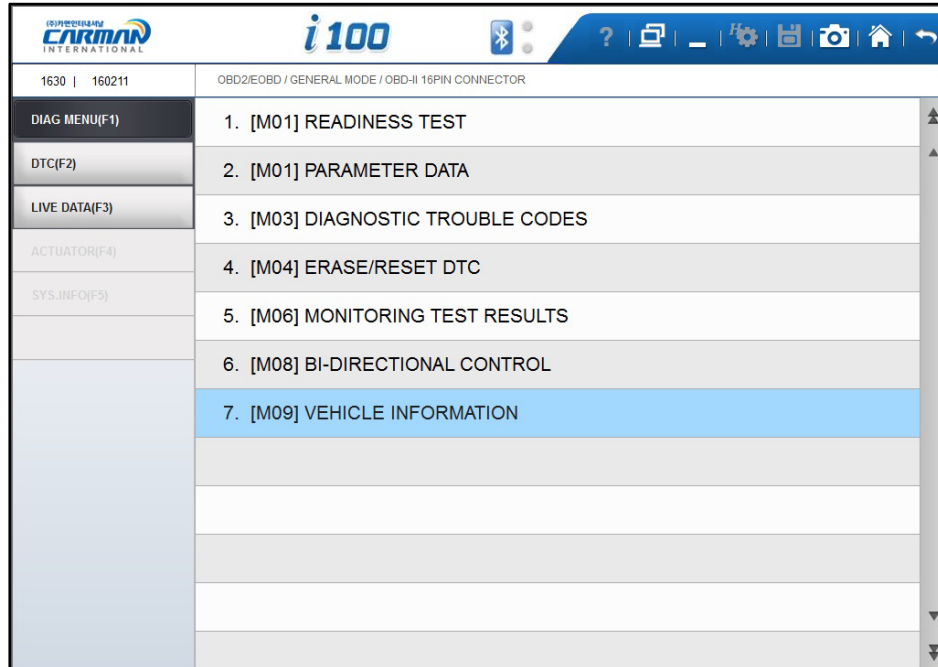 (주)카맨인터내셔날
CARMAN
INTERNATIONAL
i100
?
1630 | 160211
OBD2/EOBD / GENERAL MODE / OBD-II 16PIN CONNECTOR
DIAG MENU(F1)
DTC(F2)
LIVE DATA(F3)
ACTUATOR(F4)
SYS.INFO(F5)
1. [M01] READINESS TEST
2. [M01] PARAMETER DATA
3. [M03] DIAGNOSTIC TROUBLE CODES
4. [M04] ERASE/RESET DTC
5. [M06] MONITORING TEST RESULTS
6. [M08] BI-DIRECTIONAL CONTROL
7. [M09] VEHICLE INFORMATION